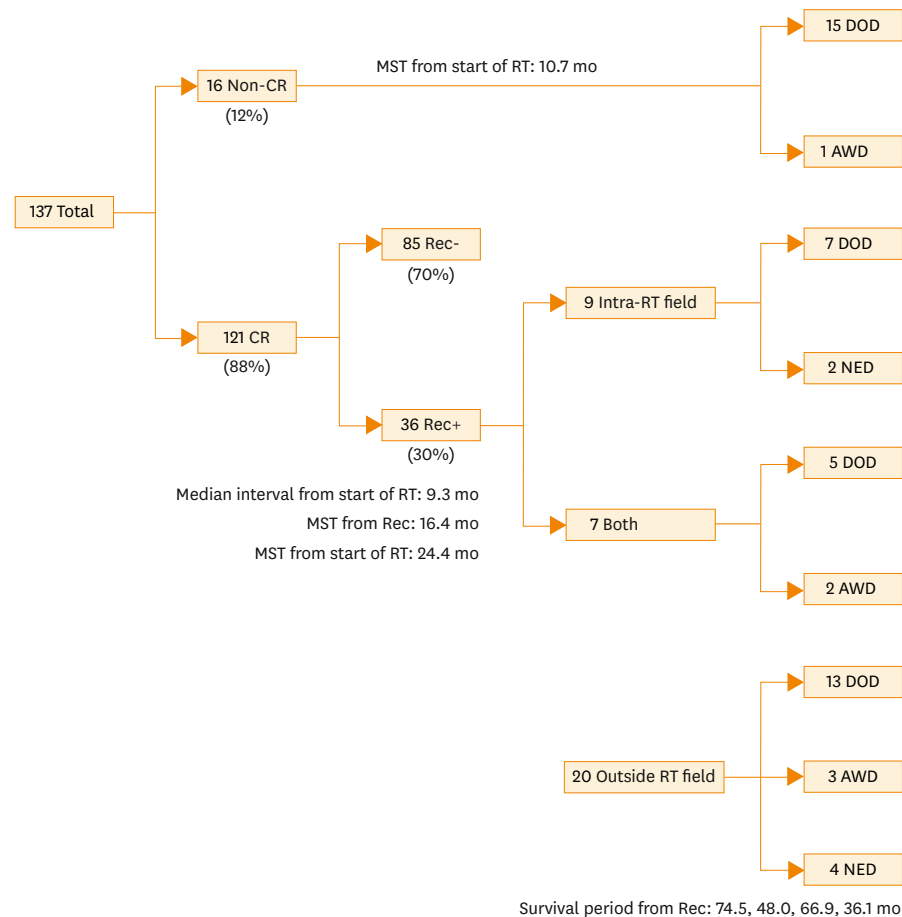 137 Total
16 Non-CR
(12%)
MST from start of RT: 10.7 mo
15 DOD
1 AWD
121 CR
(88%)
85 Rec-
(70%)
36 Rec+
(30%)
Median interval from start of RT: 9.3 mo
MST from Rec: 16.4 mo
MST from start of RT: 24.4 mo
9 Intra-RT field
7 DOD
2 NED
7 Both
5 DOD
2 AWD
20 Outside RT field
13 DOD
3 AWD
4 NED
Survival period from Rec: 74.5, 48.0, 66.9, 36.1 mo